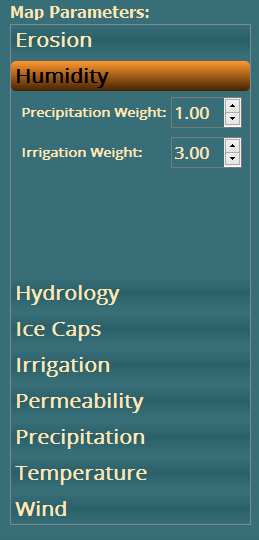 Map Parameters:
Erosion
Humidity
Precipitation Weight: 1.00
Irrigation Weight: 3.00
Hydrology
Ice Caps
Irrigation
Permeability
Precipitation
Temperature
Wind